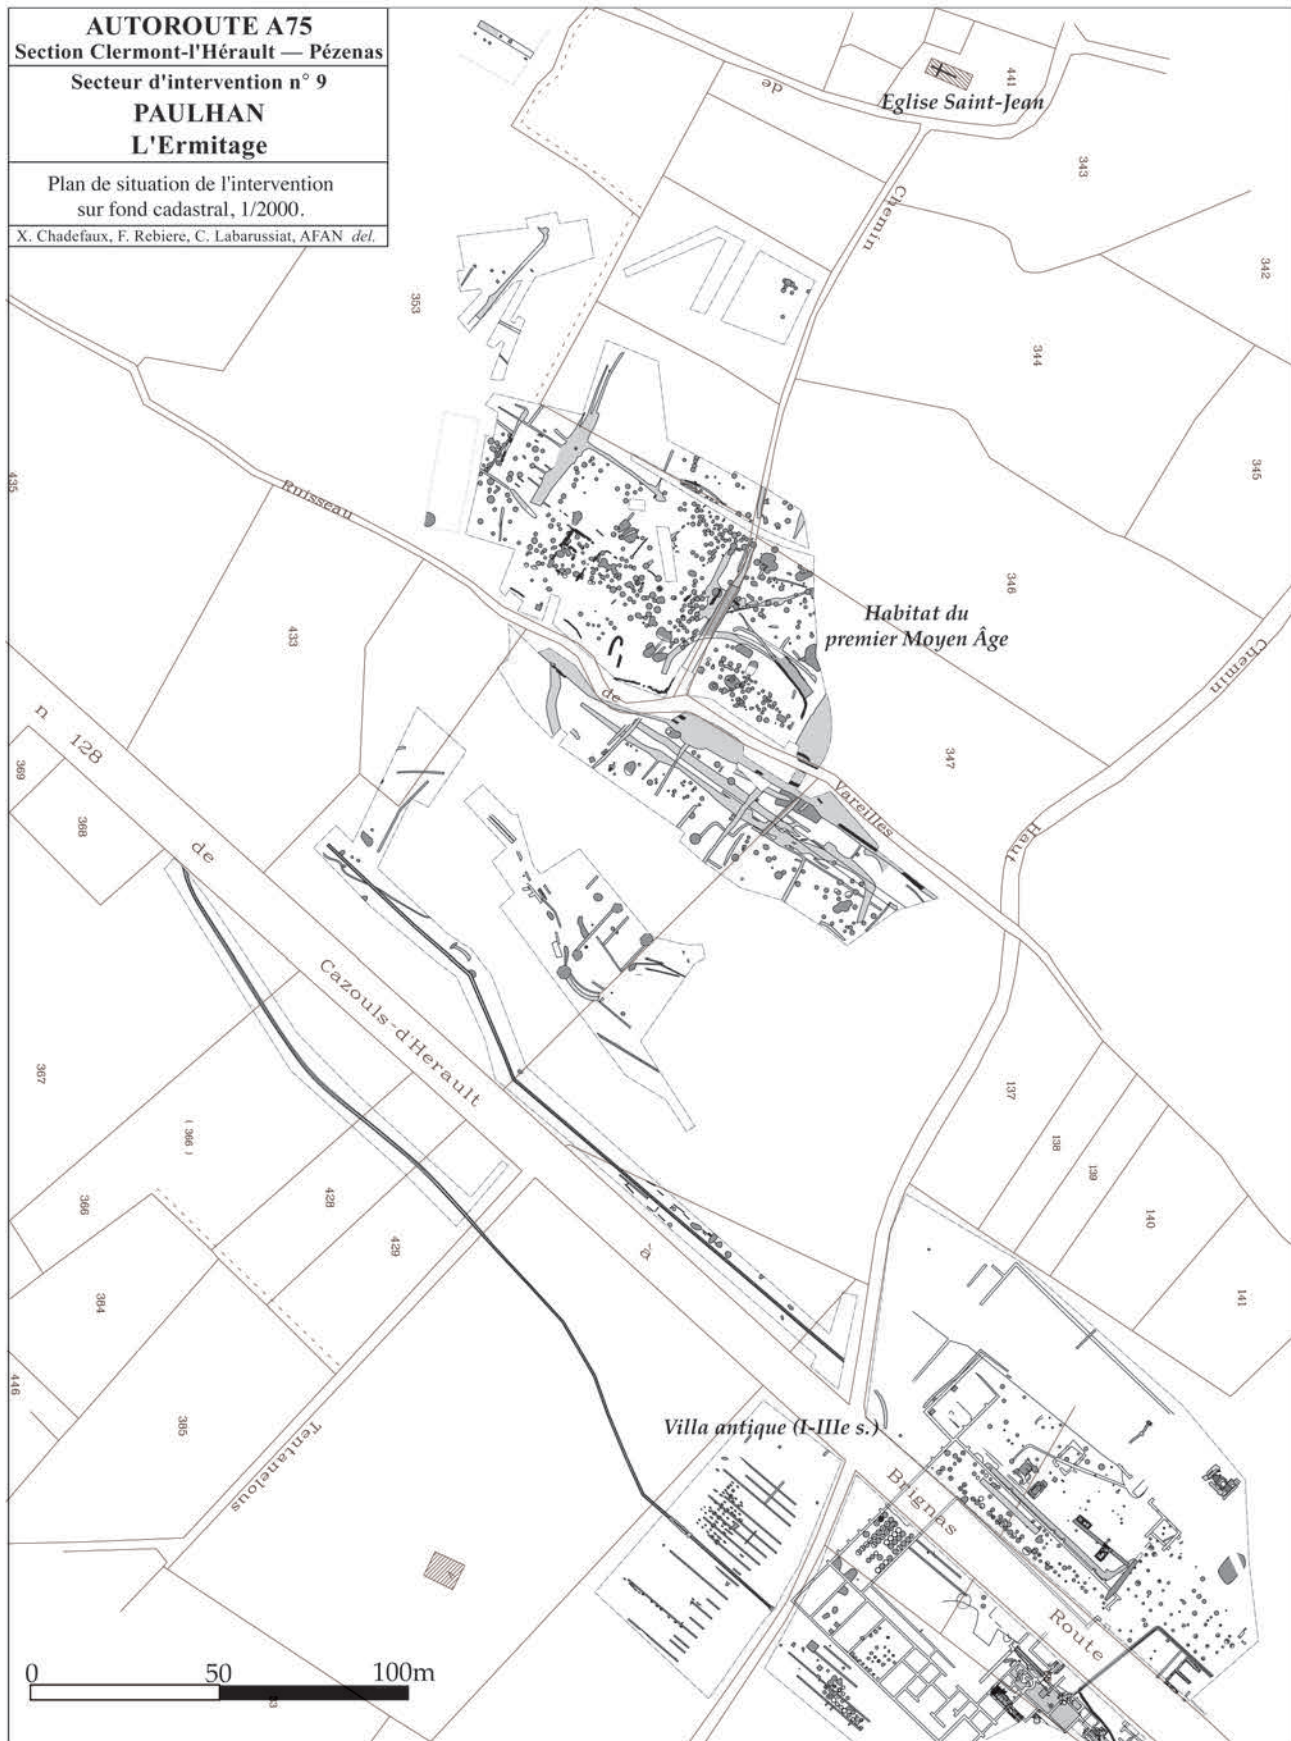 AUTOROUTE A75
Section Clermont-l'Hérault — Pézenas
Secteur d'intervention n° 9
PAULHAN
L'Ermitage
Plan de situation de l'intervention
sur fond cadastral, 1/2000.
X. Chadefaux, F. Rebiere, C. Labarussiat, AFAN del.
de
441
Eglise Saint-Jean
343
Chemin
342
353
344
345
435
Ruisseau
346
Habitat du
premier Moyen Âge
Chemin
433
de
n 128
369
368
347
Vareilles
Haut
de
Cazouls-d'Herault
367
137
138
139
140
141
( 366 )
366
428
429
à
384
446
385
Tentanelous
Villa antique (I-IIIe s.)
Brignas
Route
0 50 100m